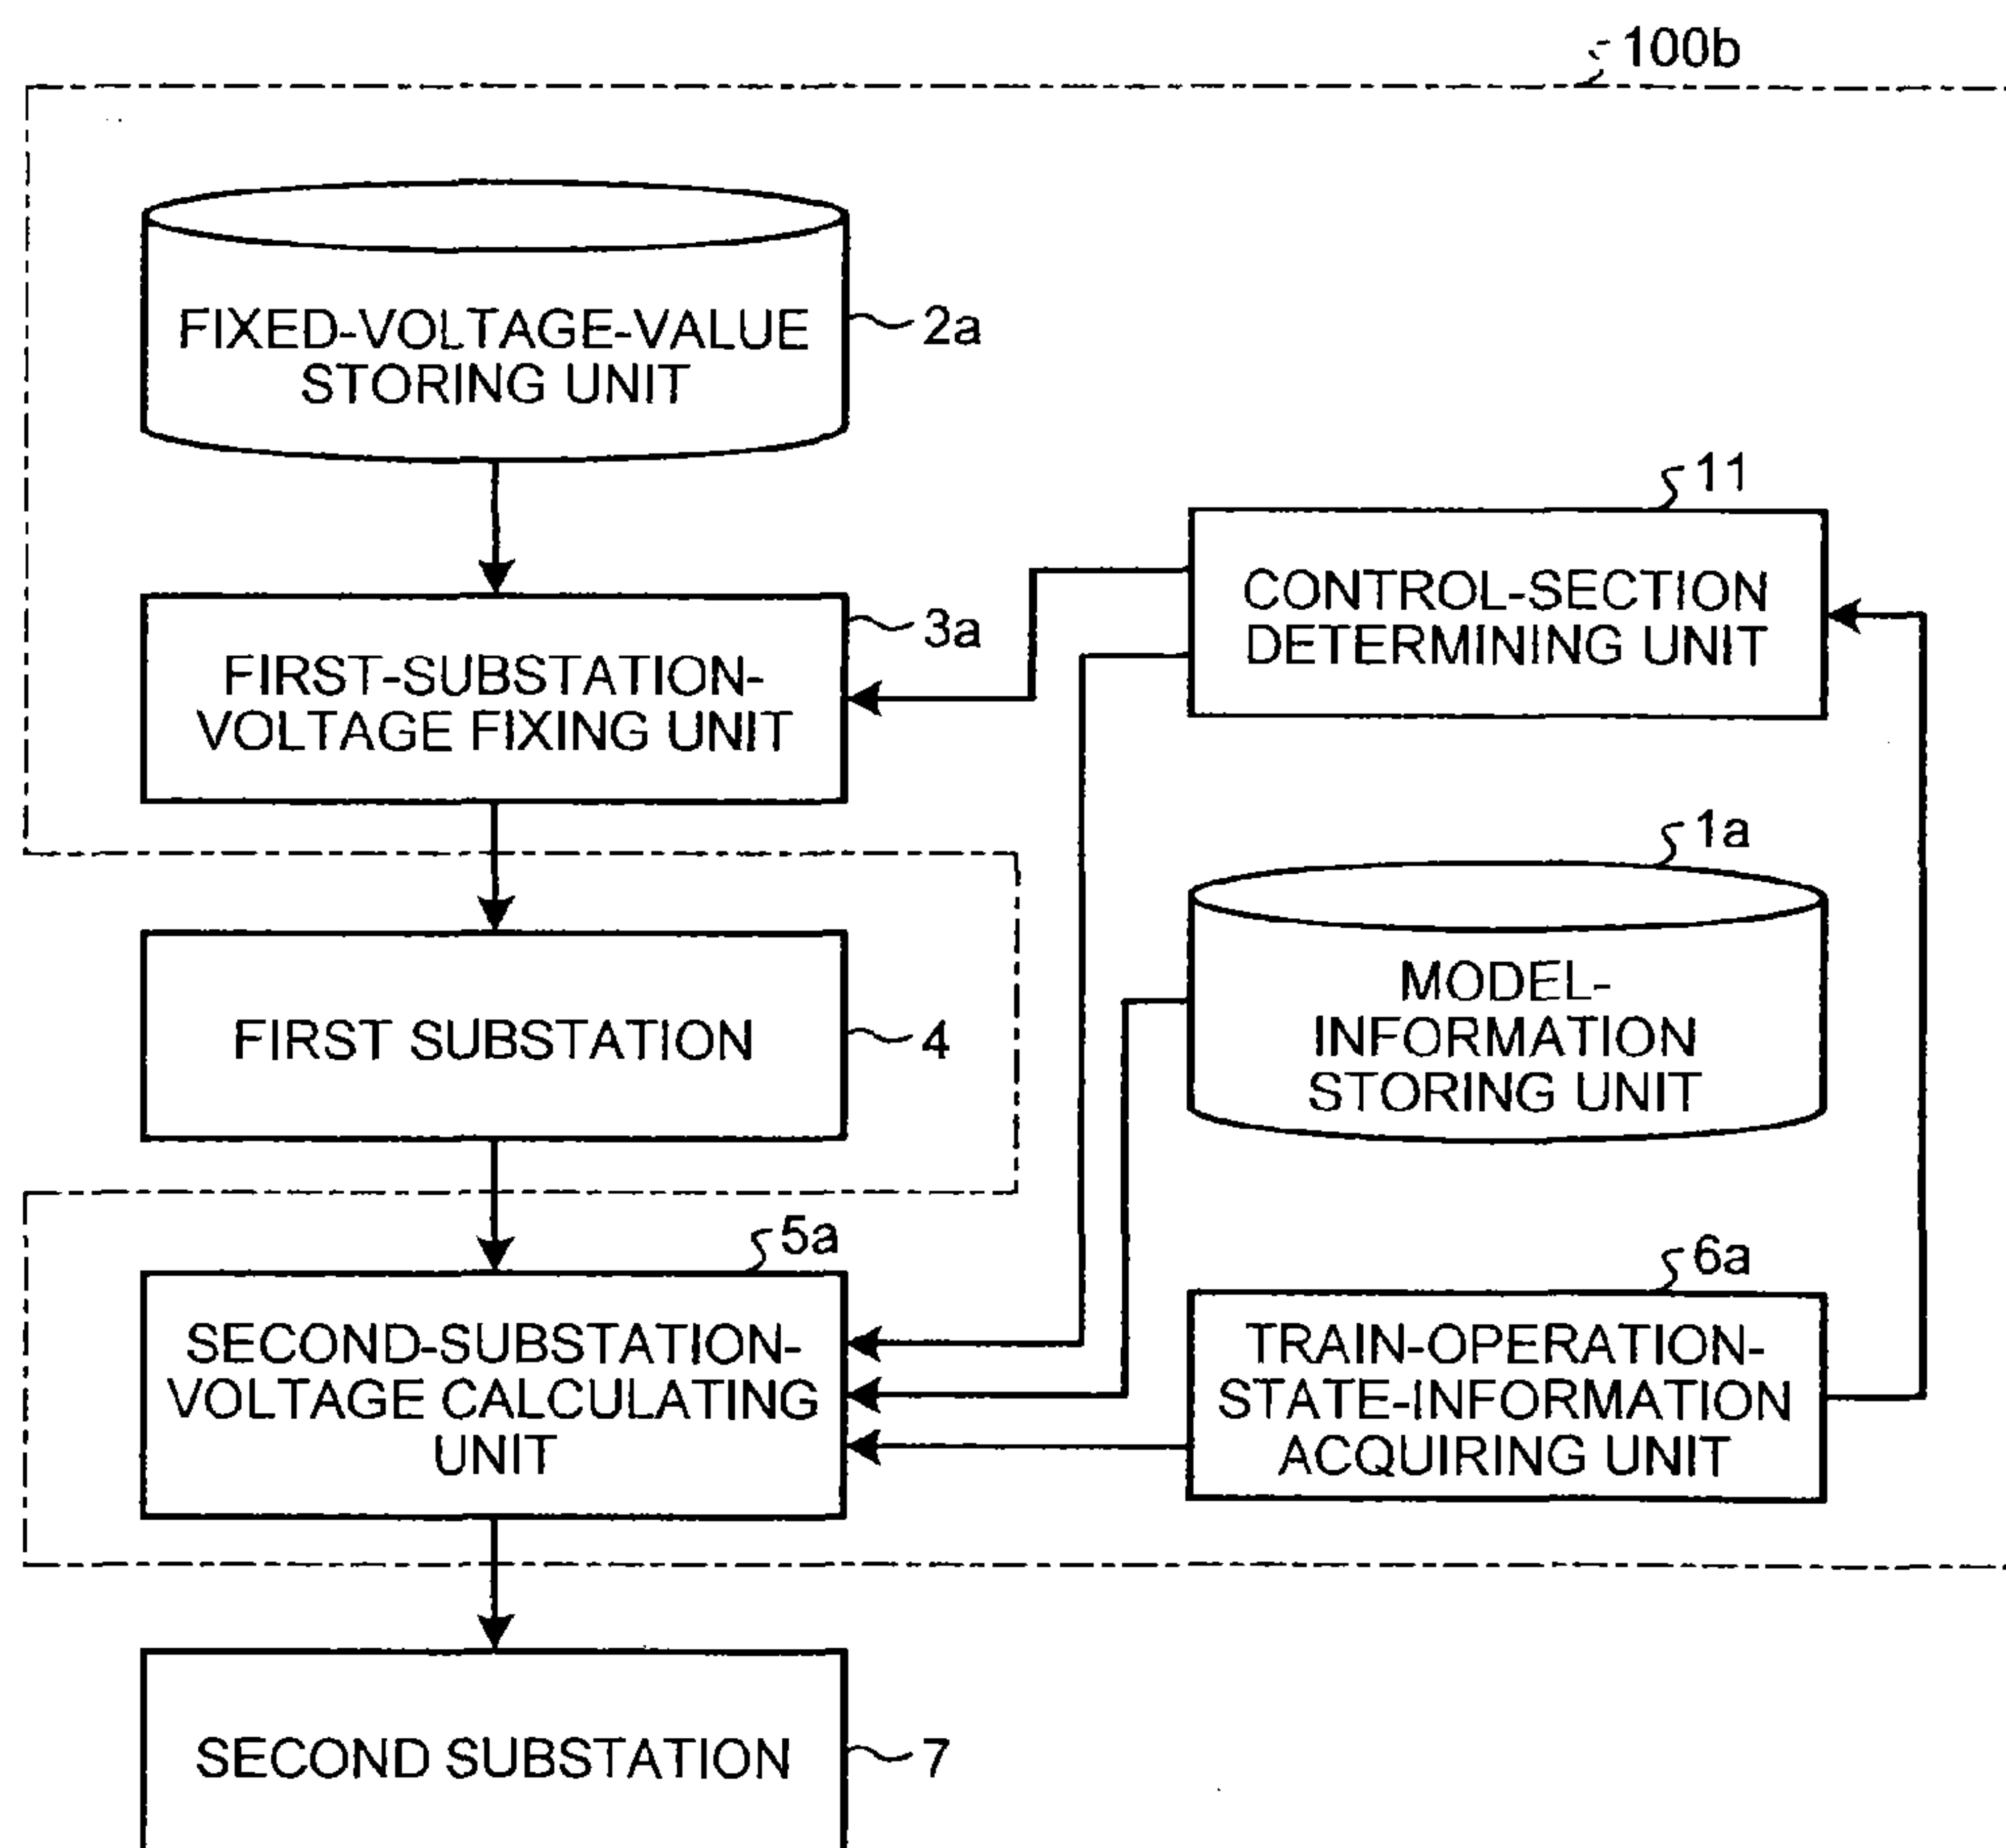 100b
FIXED-VOLTAGE-VALUE
STORING UNIT
2a
11
CONTROL-SECTION
DETERMINING UNIT
3a
FIRST-SUBSTATION-
VOLTAGE FIXING UNIT
1a
MODEL-
INFORMATION
STORING UNIT
FIRST SUBSTATION
4
5a
SECOND-SUBSTATION-
VOLTAGE CALCULATING
UNIT
6a
TRAIN-OPERATION-
STATE-INFORMATION
ACQUIRING UNIT
SECOND SUBSTATION
7